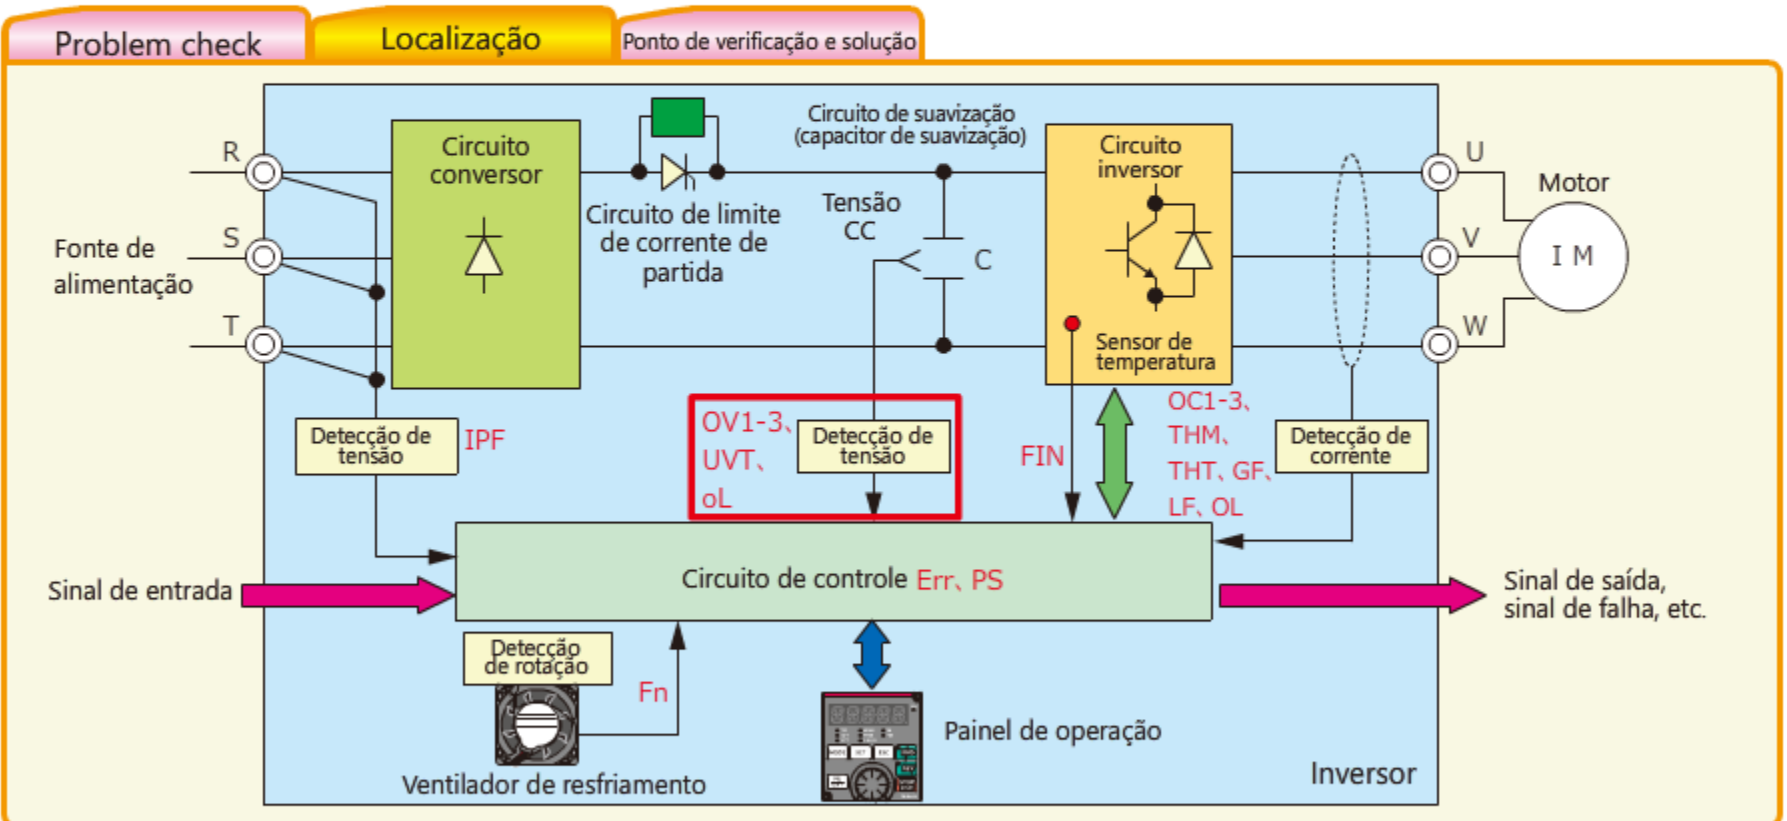 Problem check
Localização
Ponto de verificação e solução
Circuito de suavização
(capacitor de suavização)
Circuito
conversor
Circuito
inversor
R
U
Motor
Circuito de limite
de corrente de
partida
Tensão
CC
Fonte de
alimentação
S
C
V
I M
T
W
Sensor de
temperatura
OC1-3、
THM、
THT、GF、
LF、OL
Detecção de
tensão
IPF
OV1-3、
UVT、
oL
Detecção de
tensão
FIN
Detecção de
corrente
Sinal de entrada
Circuito de controle Err、PS
Sinal de saída,
sinal de falha, etc.
Detecção
de rotação
Fn
Painel de operação
Ventilador de resfriamento
Inversor